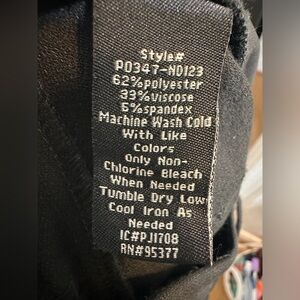 Style#
P0347-ND123
62%polyester
33%viscose
5%spandex
Machine Wash Cold
With Like
Colors
Only Non-
Chlorine Bleach
When Needed
Tumble Dry Low
Cool Iron As
Needed
IC#PJ1708
RN#95377